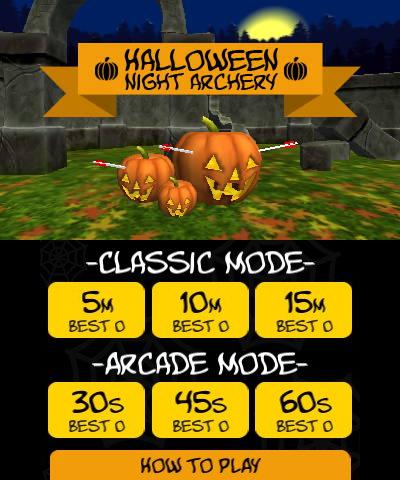 HALLOWEEN
NIGHT ARCHERY
-CLASSIC MODE-
5M 10M 15M
BEST 0 BEST 0 BEST 0
-ARCADE MODE-
30S 45S 60S
BEST 0 BEST 0 BEST 0
HOW TO PLAY